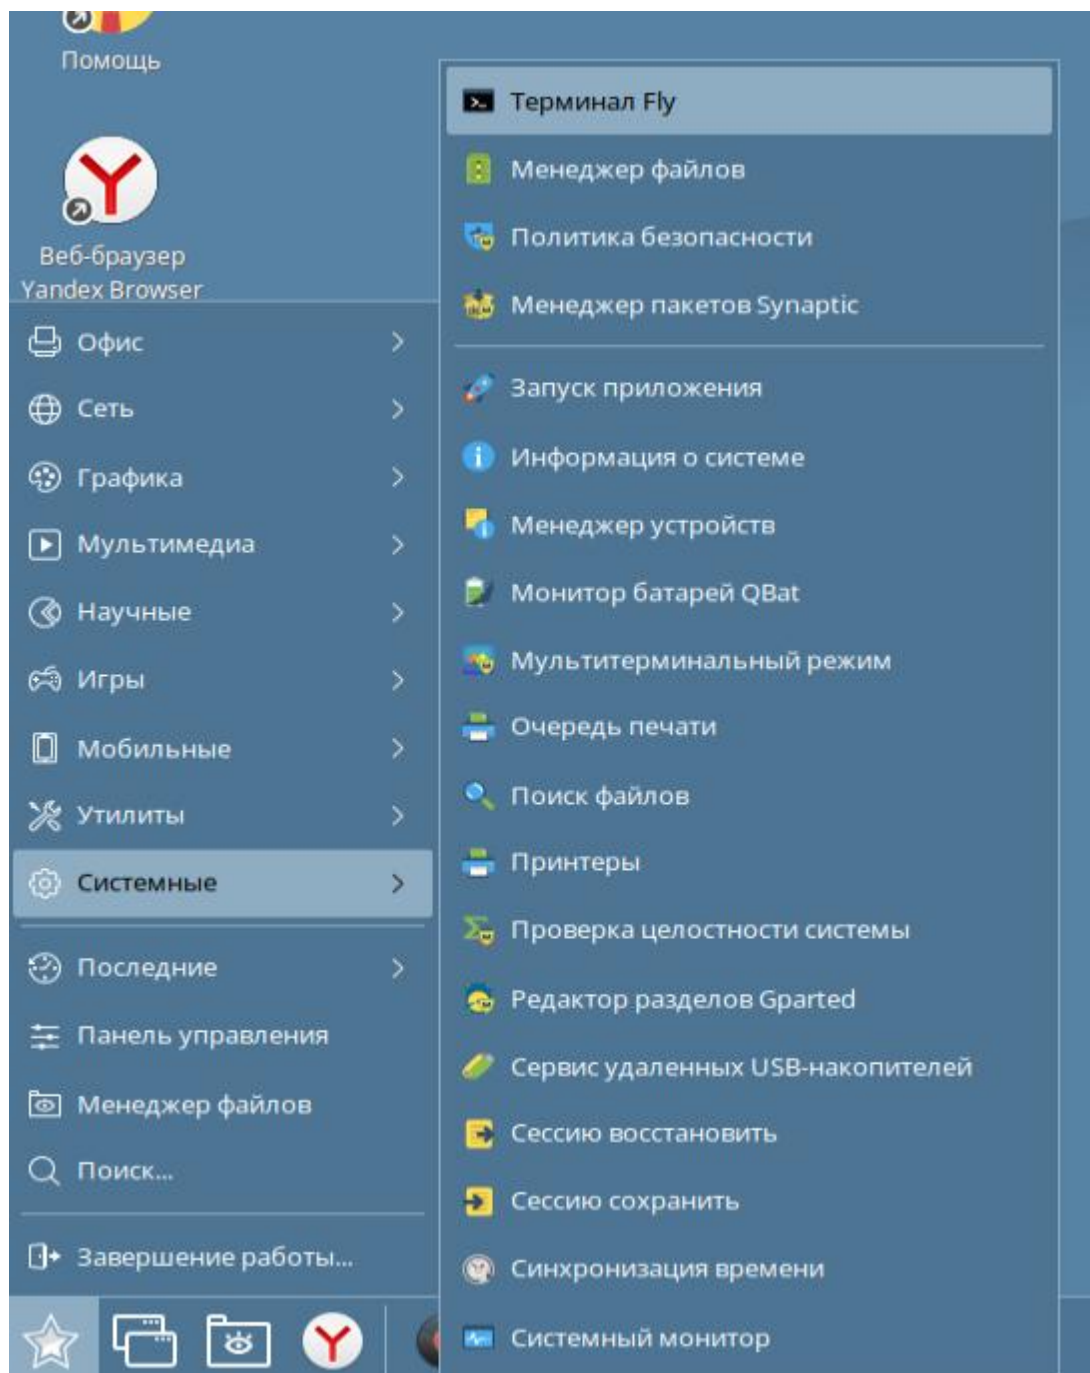 Помощь
Веб-браузер
Yandex Browser
Офис
Сеть
Графика
Мультимедиа
Научные
Игры
Мобильные
Утилиты
Системные
Последние
Панель управления
Менеджер файлов
Поиск...
Завершение работы...
Терминал Fly
Менеджер файлов
Политика безопасности
Менеджер пакетов Synaptic
Запуск приложения
Информация о системе
Менеджер устройств
Монитор батарей QBat
Мультитерминальный режим
Очередь печати
Поиск файлов
Принтеры
Проверка целостности системы
Редактор разделов Gparted
Сервис удаленных USB-накопителей
Сессию восстановить
Сессию сохранить
Синхронизация времени
Системный монитор